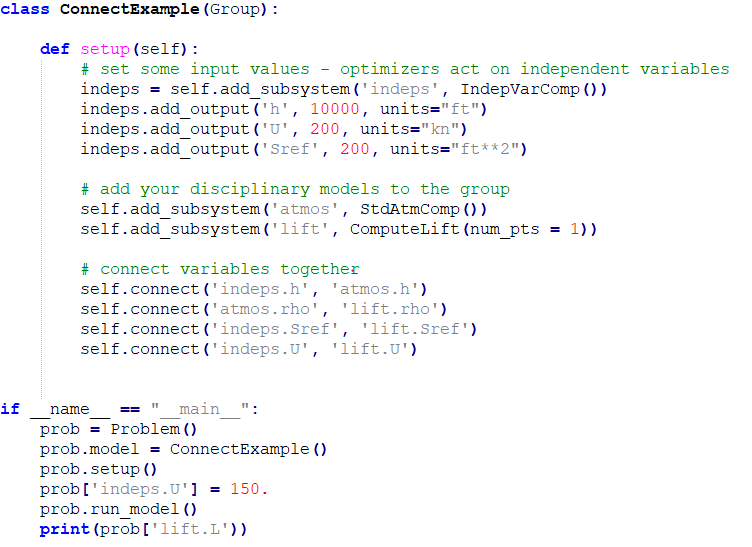 class ConnectExample(Group):
    def setup(self):
        # set some input values - optimizers act on independent variables
        indeps = self.add_subsystem('indeps', IndepVarComp())
        indeps.add_output('h', 10000, units="ft")
        indeps.add_output('U', 200, units="kn")
        indeps.add_output('Sref', 200, units="ft**2")
        # add your disciplinary models to the group
        self.add_subsystem('atmos', StdAtmComp())
        self.add_subsystem('lift', ComputeLift(num_pts = 1))
        # connect variables together
        self.connect('indeps.h', 'atmos.h')
        self.connect('atmos.rho', 'lift.rho')
        self.connect('indeps.Sref', 'lift.Sref')
        self.connect('indeps.U', 'lift.U')
if __name__ == "__main__":
    prob = Problem()
    prob.model = ConnectExample()
    prob.setup()
    prob['indeps.U'] = 150.
    prob.run_model()
    print(prob['lift.L'))